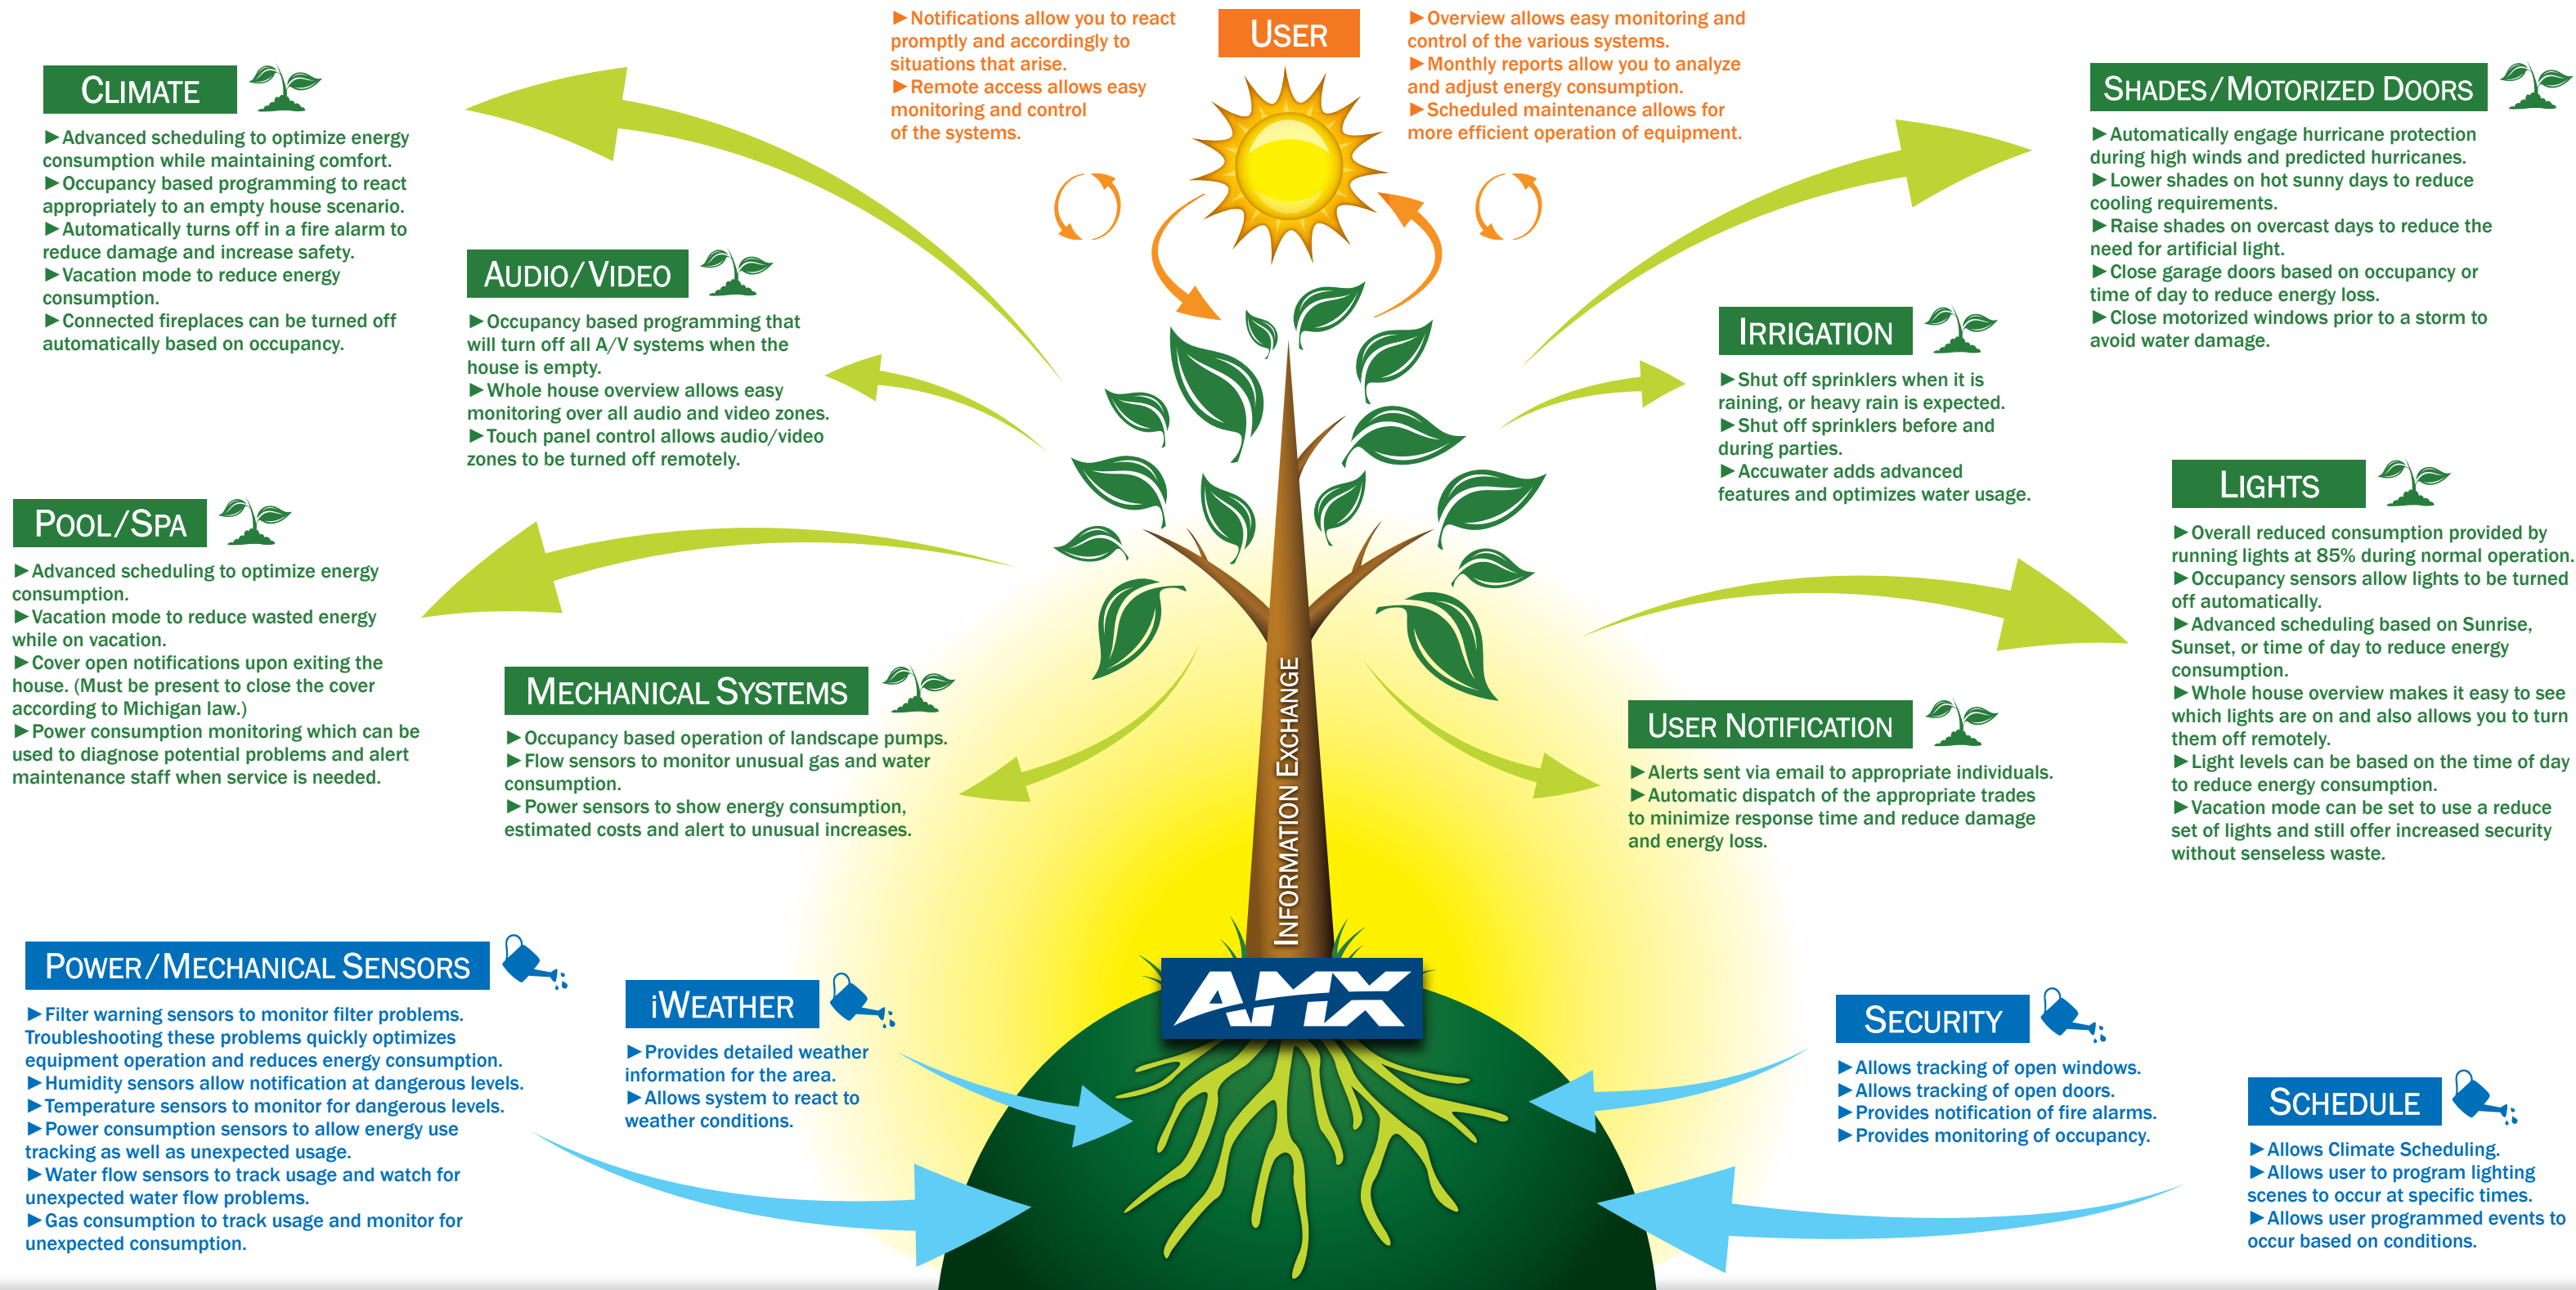 USER
►Notifications allow you to react
promptly and accordingly to
situations that arise.
►Remote access allows easy
monitoring and control
of the systems.
►Overview allows easy monitoring and
control of the various systems.
►Monthly reports allow you to analyze
and adjust energy consumption.
►Scheduled maintenance allows for
more efficient operation of equipment.
CLIMATE
►Advanced scheduling to optimize energy
consumption while maintaining comfort.
►Occupancy based programming to react
appropriately to an empty house scenario.
►Automatically turns off in a fire alarm to
reduce damage and increase safety.
►Vacation mode to reduce energy
consumption.
►Connected fireplaces can be turned off
automatically based on occupancy.
AUDIO/VIDEO
►Occupancy based programming that
will turn off all A/V systems when the
house is empty.
►Whole house overview allows easy
monitoring over all audio and video zones.
►Touch panel control allows audio/video
zones to be turned off remotely.
SHADES/MOTORIZED DOORS
►Automatically engage hurricane protection
during high winds and predicted hurricanes.
►Lower shades on hot sunny days to reduce
cooling requirements.
►Raise shades on overcast days to reduce the
need for artificial light.
►Close garage doors based on occupancy or
time of day to reduce energy loss.
►Close motorized windows prior to a storm to
avoid water damage.
IRRIGATION
►Shut off sprinklers when it is
raining, or heavy rain is expected.
►Shut off sprinklers before and
during parties.
►Accuwater adds advanced
features and optimizes water usage.
POOL/SPA
►Advanced scheduling to optimize energy
consumption.
►Vacation mode to reduce wasted energy
while on vacation.
►Cover open notifications upon exiting the
house. (Must be present to close the cover
according to Michigan law.)
►Power consumption monitoring which can be
used to diagnose potential problems and alert
maintenance staff when service is needed.
MECHANICAL SYSTEMS
►Occupancy based operation of landscape pumps.
►Flow sensors to monitor unusual gas and water
consumption.
►Power sensors to show energy consumption,
estimated costs and alert to unusual increases.
INFORMATION EXCHANGE
USER NOTIFICATION
►Alerts sent via email to appropriate individuals.
►Automatic dispatch of the appropriate trades
to minimize response time and reduce damage
and energy loss.
LIGHTS
►Overall reduced consumption provided by
running lights at 85% during normal operation.
►Occupancy sensors allow lights to be turned
off automatically.
►Advanced scheduling based on Sunrise,
Sunset, or time of day to reduce energy
consumption.
►Whole house overview makes it easy to see
which lights are on and also allows you to turn
them off remotely.
►Light levels can be based on the time of day
to reduce energy consumption.
►Vacation mode can be set to use a reduce
set of lights and still offer increased security
without senseless waste.
POWER/MECHANICAL SENSORS
►Filter warning sensors to monitor filter problems.
Troubleshooting these problems quickly optimizes
equipment operation and reduces energy consumption.
►Humidity sensors allow notification at dangerous levels.
►Temperature sensors to monitor for dangerous levels.
►Power consumption sensors to allow energy use
tracking as well as unexpected usage.
►Water flow sensors to track usage and watch for
unexpected water flow problems.
►Gas consumption to track usage and monitor for
unexpected consumption.
iWEATHER
►Provides detailed weather
information for the area.
►Allows system to react to
weather conditions.
AMX
SECURITY
►Allows tracking of open windows.
►Allows tracking of open doors.
►Provides notification of fire alarms.
►Provides monitoring of occupancy.
SCHEDULE
►Allows Climate Scheduling.
►Allows user to program lighting
scenes to occur at specific times.
►Allows user programmed events to
occur based on conditions.